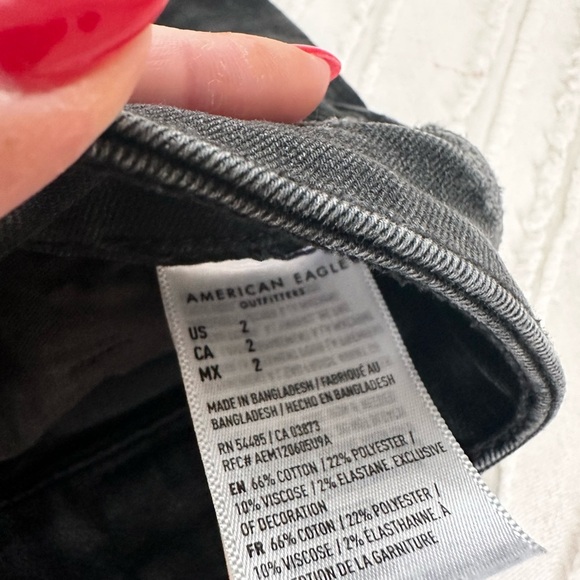 AMERICAN EAGLE
OUTFITTERS
US 2
CA 2
MX 2
MADE IN BANGLADESH / FABRIQUÉ AU
BANGLADESH / HECHO EN BANGLADESH
RN 54485 / CA 03873
RFC# AEM120605U9A
EN 66% COTTON / 22% POLYESTER /
10% VISCOSE / 2% ELASTANE. EXCLUSIVE
OF DECORATION
FR 66% COTON / 22% POLYESTER/
10% VISCOSE / 2% ÉLASTHANNE. À
L'EXCLUSION DE LA GARNITURE